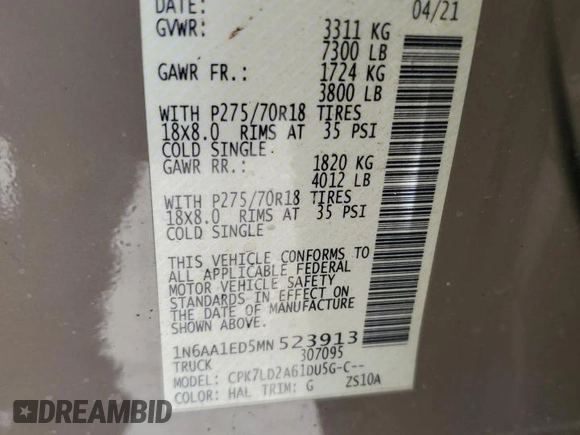 DATE: 04/21
GVWR: 3311 KG
7300 LB
GAWR FR.: 1724 KG
3800 LB
WITH P275/70R18 TIRES
18X8.0 RIMS AT 35 PSI
COLD SINGLE
GAWR RR.: 1820 KG
4012 LB
WITH P275/70R18 TIRES
18X8.0 RIMS AT 35 PSI
COLD SINGLE
THIS VEHICLE CONFORMS TO
ALL APPLICABLE FEDERAL
MOTOR VEHICLE SAFETY
STANDARDS IN EFFECT ON
THE DATE OF MANUFACTURE
SHOWN ABOVE.
1N6AA1ED5MN523913
TRUCK 307095
MODEL: CPK7LD2A61DU5G-C--
COLOR: HAL TRIM: G ZS10A
DREAMBID